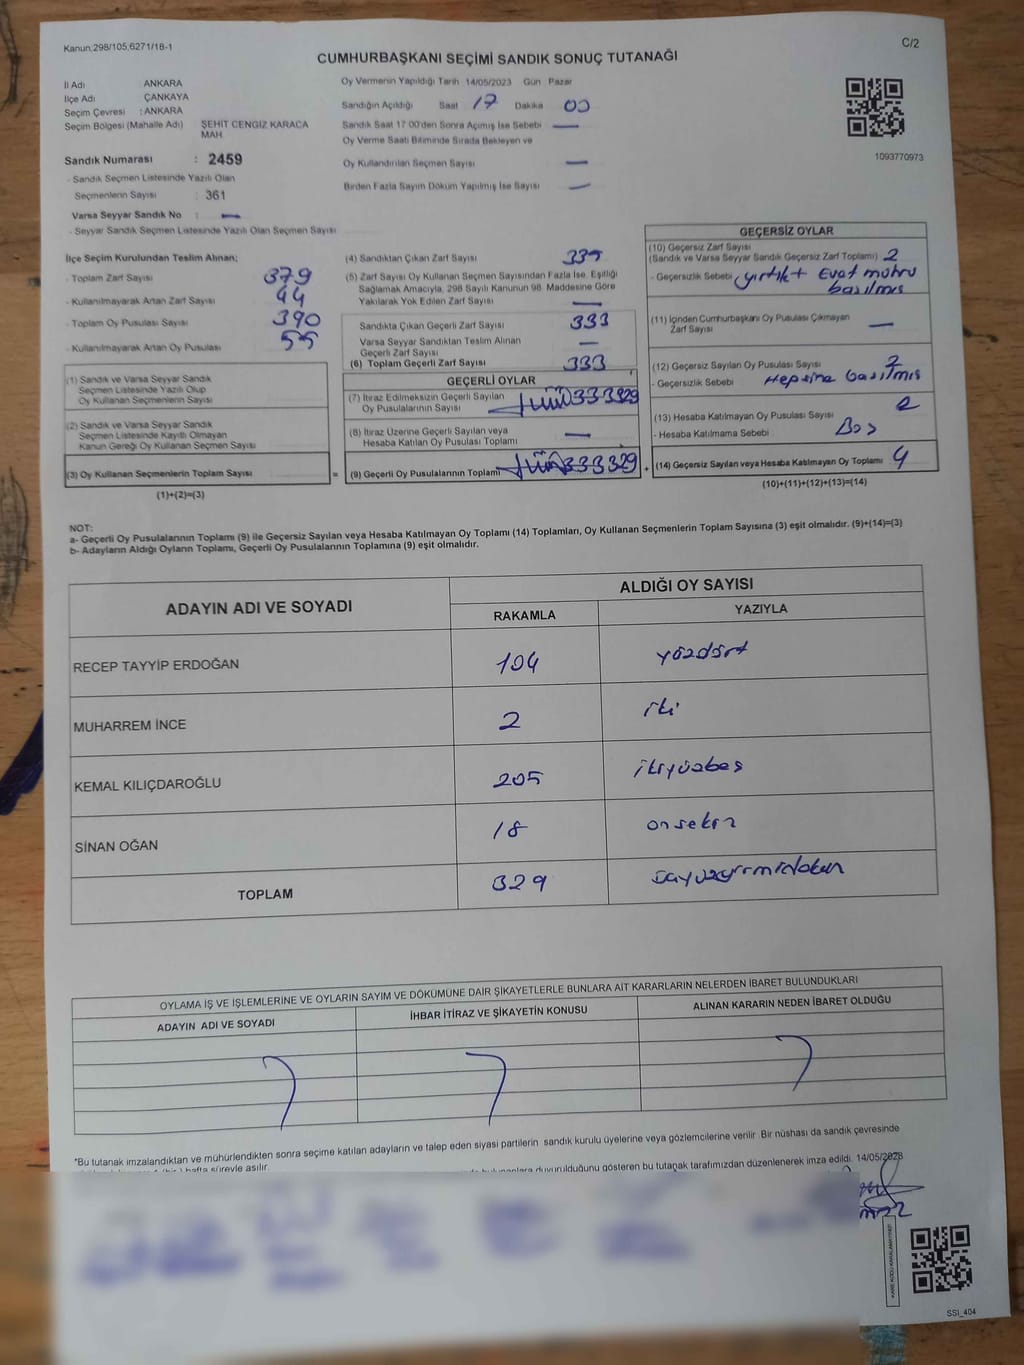 Kanun;298/105,6271/18-1
C/2
CUMHURBAŞKANI SEÇİMİ SANDIK SONUÇ TUTANAĞI
İl Adı ANKARA
İlçe Adı ÇANKAYA
Seçim Çevresi : ANKARA
Seçim Bölgesi (Mahalle Adı) ŞEHİT CENGİZ KARACA
MAH.
Sandık Numarası : 2459
- Sandık Seçmen Listesinde Yazılı Olan
Seçmenlerin Sayısı : 361
Varsa Seyyar Sandık No : —
- Seyyar Sandık Seçmen Listesinde Yazılı Olan Seçmen Sayısı
Oy Vermenin Yapıldığı Tarih 14/05/2023 Gün Pazar
Sandığın Açıldığı Saat 17 Dakika 00
Sandık Saat 17:00'den Sonra Açmış İse Sebebi —
Oy Verme Saati Bitiminde Sırada Bekleyen ve
Oy Kullandırılan Seçmen Sayısı —
Birden Fazla Sayım Döküm Yapılmış İse Sayısı —
1093770973
İlçe Seçim Kurulundan Teslim Alınan;
- Toplam Zarf Sayısı 379
- Kullanılmayarak Artan Zarf Sayısı 44
- Toplam Oy Pusulası Sayısı 390
- Kullanılmayarak Artan Oy Pusulası 55
(1) Sandık ve Varsa Seyyar Sandık
Seçmen Listesinde Yazılı Olup
Oy Kullanan Seçmenlerin Sayısı
(2) Sandık ve Varsa Seyyar Sandık
Seçmen Listesinde Kayıtlı Olmayan
Kanun Gereği Oy Kullanan Seçmen Sayısı
(3) Oy Kullanan Seçmenlerin Toplam Sayısı
(1)+(2)=(3)
=
(4) Sandıktan Çıkan Zarf Sayısı 335
(5) Zarf Sayısı Oy Kullanan Seçmen Sayısından Fazla İse, Eşitliği
Sağlamak Amacıyla, 298 Sayılı Kanunun 98. Maddesine Göre
Yakılarak Yok Edilen Zarf Sayısı —
Sandıkta Çıkan Geçerli Zarf Sayısı 333
Varsa Seyyar Sandıktan Teslim Alınan
Geçerli Zarf Sayısı —
(6) Toplam Geçerli Zarf Sayısı 333
GEÇERLİ OYLAR
(7) İtiraz Edilmeksizin Geçerli Sayılan
Oy Pusulalarının Sayısı 329
(8) İtiraz Üzerine Geçerli Sayılan veya
Hesaba Katılan Oy Pusulası Toplamı —
(9) Geçerli Oy Pusulalarının Toplamı 329
+
GEÇERSİZ OYLAR
(10) Geçersiz Zarf Sayısı
(Sandık ve Varsa Seyyar Sandık Geçersiz Zarf Toplamı) 2
- Geçersizlik Sebebi yırtık + Evet mührü
basılmış
(11) İçinden Cumhurbaşkanı Oy Pusulası Çıkmayan
Zarf Sayısı —
(12) Geçersiz Sayılan Oy Pusulası Sayısı 2
- Geçersizlik Sebebi Hepsine basılmış
(13) Hesaba Katılmayan Oy Pusulası Sayısı 2
- Hesaba Katılmama Sebebi Boş
(14) Geçersiz Sayılan veya Hesaba Katılmayan Oy Toplamı 4
(10)+(11)+(12)+(13)=(14)
NOT:
a- Geçerli Oy Pusulalarının Toplamı (9) ile Geçersiz Sayılan veya Hesaba Katılmayan Oy Toplamı (14) Toplamları, Oy Kullanan Seçmenlerin Toplam Sayısına (3) eşit olmalıdır. (9)+(14)=(3)
b- Adayların Aldığı Oyların Toplamı, Geçerli Oy Pusulalarının Toplamına (9) eşit olmalıdır.
ADAYIN ADI VE SOYADI
ALDIĞI OY SAYISI
RAKAMLA YAZIYLA
RECEP TAYYİP ERDOĞAN 104 yüzdört
MUHARREM İNCE 2 iki
KEMAL KILIÇDAROĞLU 205 ikiyüzbeş
SİNAN OĞAN 18 onsekiz
TOPLAM 329
OYLAMA İŞ VE İŞLEMLERİNE VE OYLARIN SAYIM VE DÖKÜMÜNE DAİR ŞİKAYETLERLE BUNLARA AİT KARARLARIN NELERDEN İBARET BULUNDUKLARI
ADAYIN ADI VE SOYADI İHBAR İTİRAZ VE ŞİKAYETİN KONUSU ALINAN KARARIN NEDEN İBARET OLDUĞU
*Bu tutanak imzalandıktan ve mühürlendikten sonra seçime katılan adayların ve talep eden siyasi partilerin sandık kurulu üyelerine veya gözlemcilerine verilir. Bir nüshası da sandık çevresinde
hafta süreyle asılır. duyurulduğunu gösteren bu tutanak tarafımızdan düzenlenerek imza edildi. 14/05/2023
SSI_404